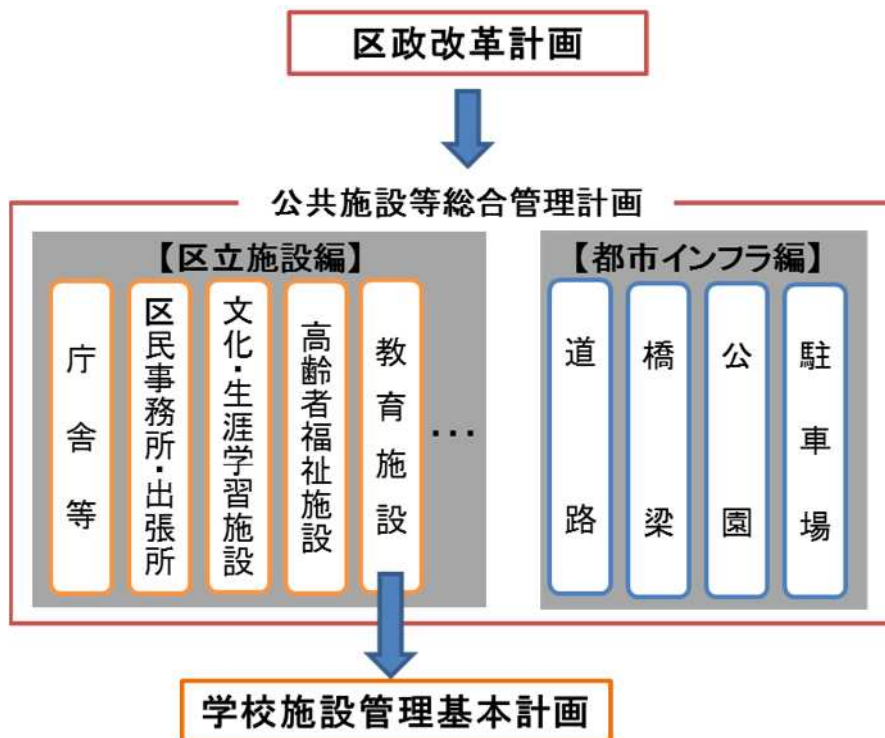 区政改革計画
公共施設等総合管理計画
【区立施設編】
庁舎等
区民事務所・出張所
文化・生涯学習施設
高齢者福祉施設
教育施設
・・・
【都市インフラ編】
道路
橋梁
公園
駐車場
学校施設管理基本計画